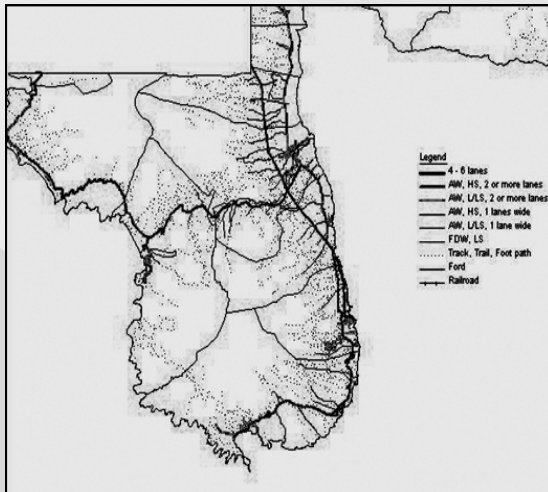 Legend
4 - 6 lanes
AW, HS, 2 or more lanes
AW, L/LS, 2 or more lanes
AW, HS, 1 lanes wide
AW, L/LS, 1 lane wide
FDW, LS
Track, Trail, Foot path
Ford
Railroad